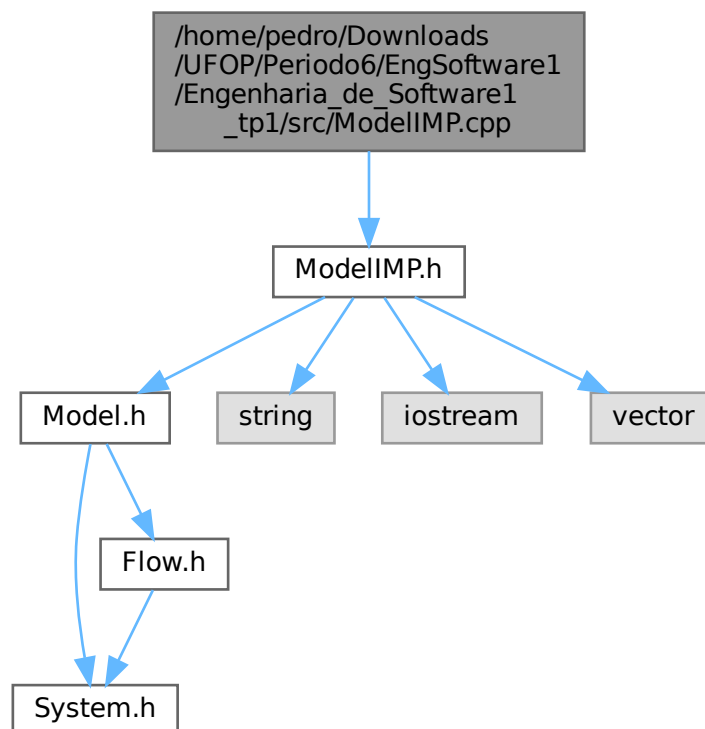 /home/pedro/Downloads
/UFOP/Periodo6/EngSoftware1
/Engenharia_de_Software1
_tp1/src/ModelIMP.cpp
ModelIMP.h
Model.h
string
iostream
vector
Flow.h
System.h